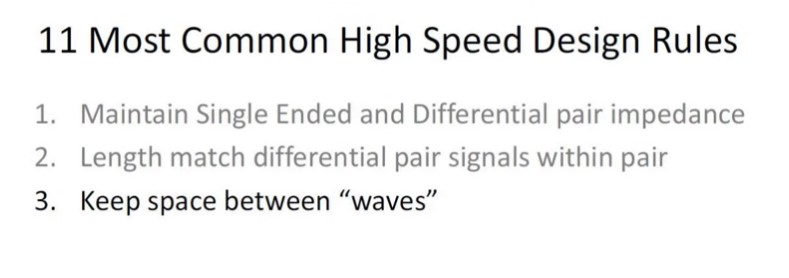 11 Most Common High Speed Design Rules
1. Maintain Single Ended and Differential pair impedance
2. Length match differential pair signals within pair
3. Keep space between “waves”